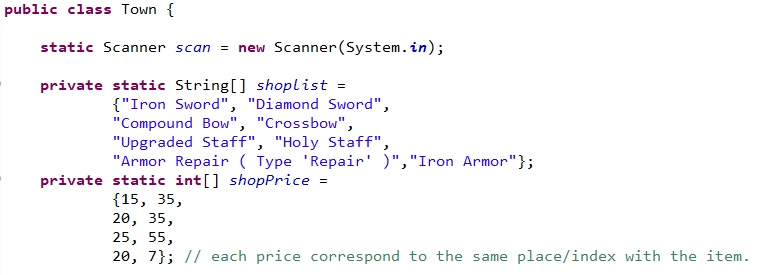 public class Town {
static Scanner scan = new Scanner(System.in);
private static String[] shoplist =
{"Iron Sword", "Diamond Sword",
"Compound Bow", "Crossbow",
"Upgraded Staff", "Holy Staff",
"Armor Repair ( Type 'Repair' )","Iron Armor"};
private static int[] shopPrice =
{15, 35,
20, 35,
25, 55,
20, 7}; // each price correspond to the same place/index with the item.